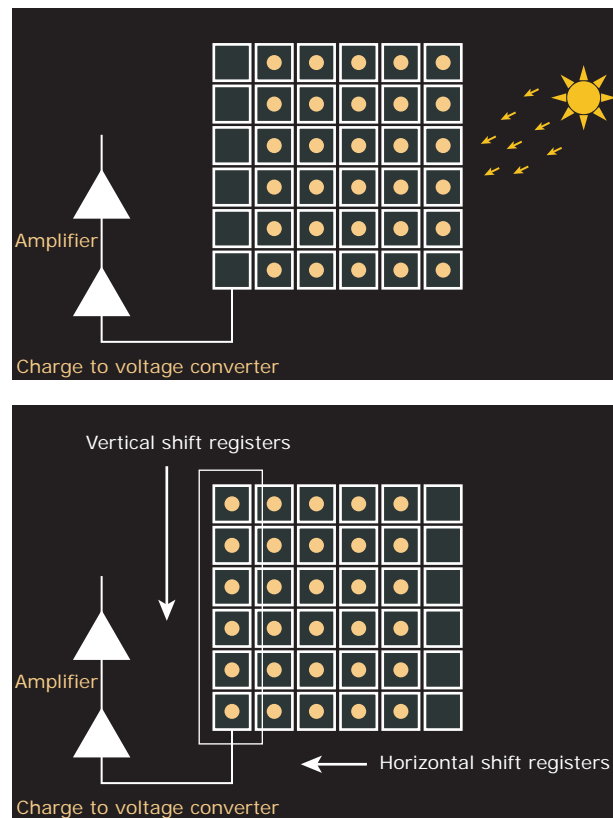 Amplifier
Charge to voltage converter
Vertical shift registers
Amplifier
Horizontal shift registers
Charge to voltage converter